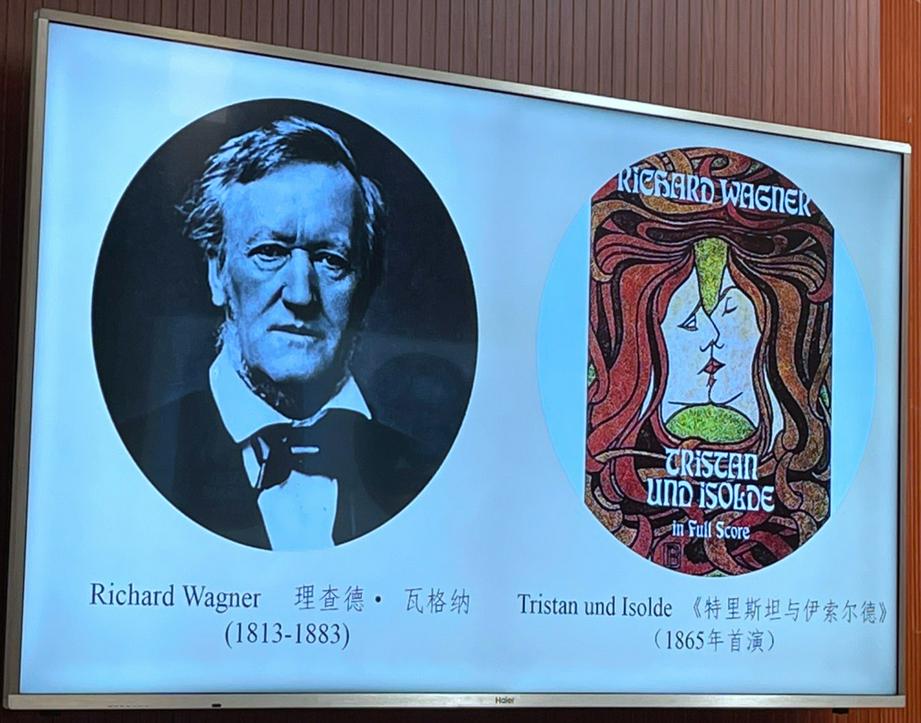 RICHARD WAGNER
TRISTAN
UND ISOLDE
in Full Score
Richard Wagner 理查德·瓦格纳
(1813-1883)
Tristan und Isolde 《特里斯坦与伊索尔德》
（1865年首演）
Haier